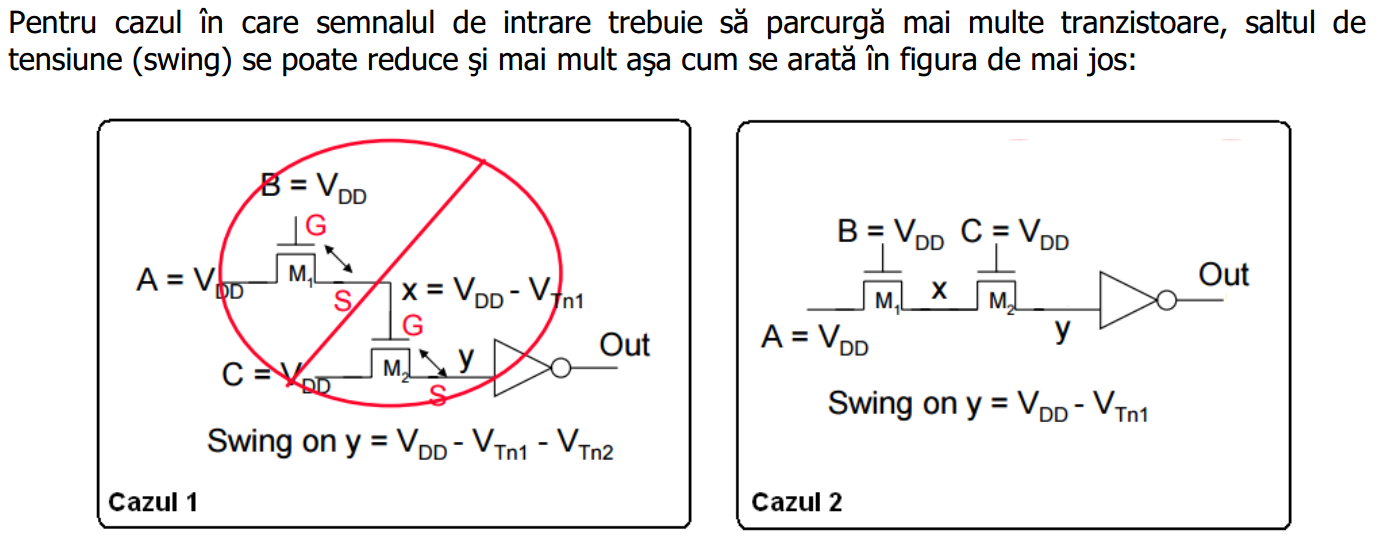 Pentru cazul în care semnalul de intrare trebuie să parcurgă mai multe tranzistoare, saltul de
tensiune (swing) se poate reduce şi mai mult aşa cum se arată în figura de mai jos:
B = VDD
G
A = VDD
M1
S
x = VDD - VTn1
G
C = VDD
M2
y
S
Out
Swing on y = VDD - VTn1 - VTn2
Cazul 1
B = VDD C = VDD
M1
x
M2
Out
A = VDD
y
Swing on y = VDD - VTn1
Cazul 2